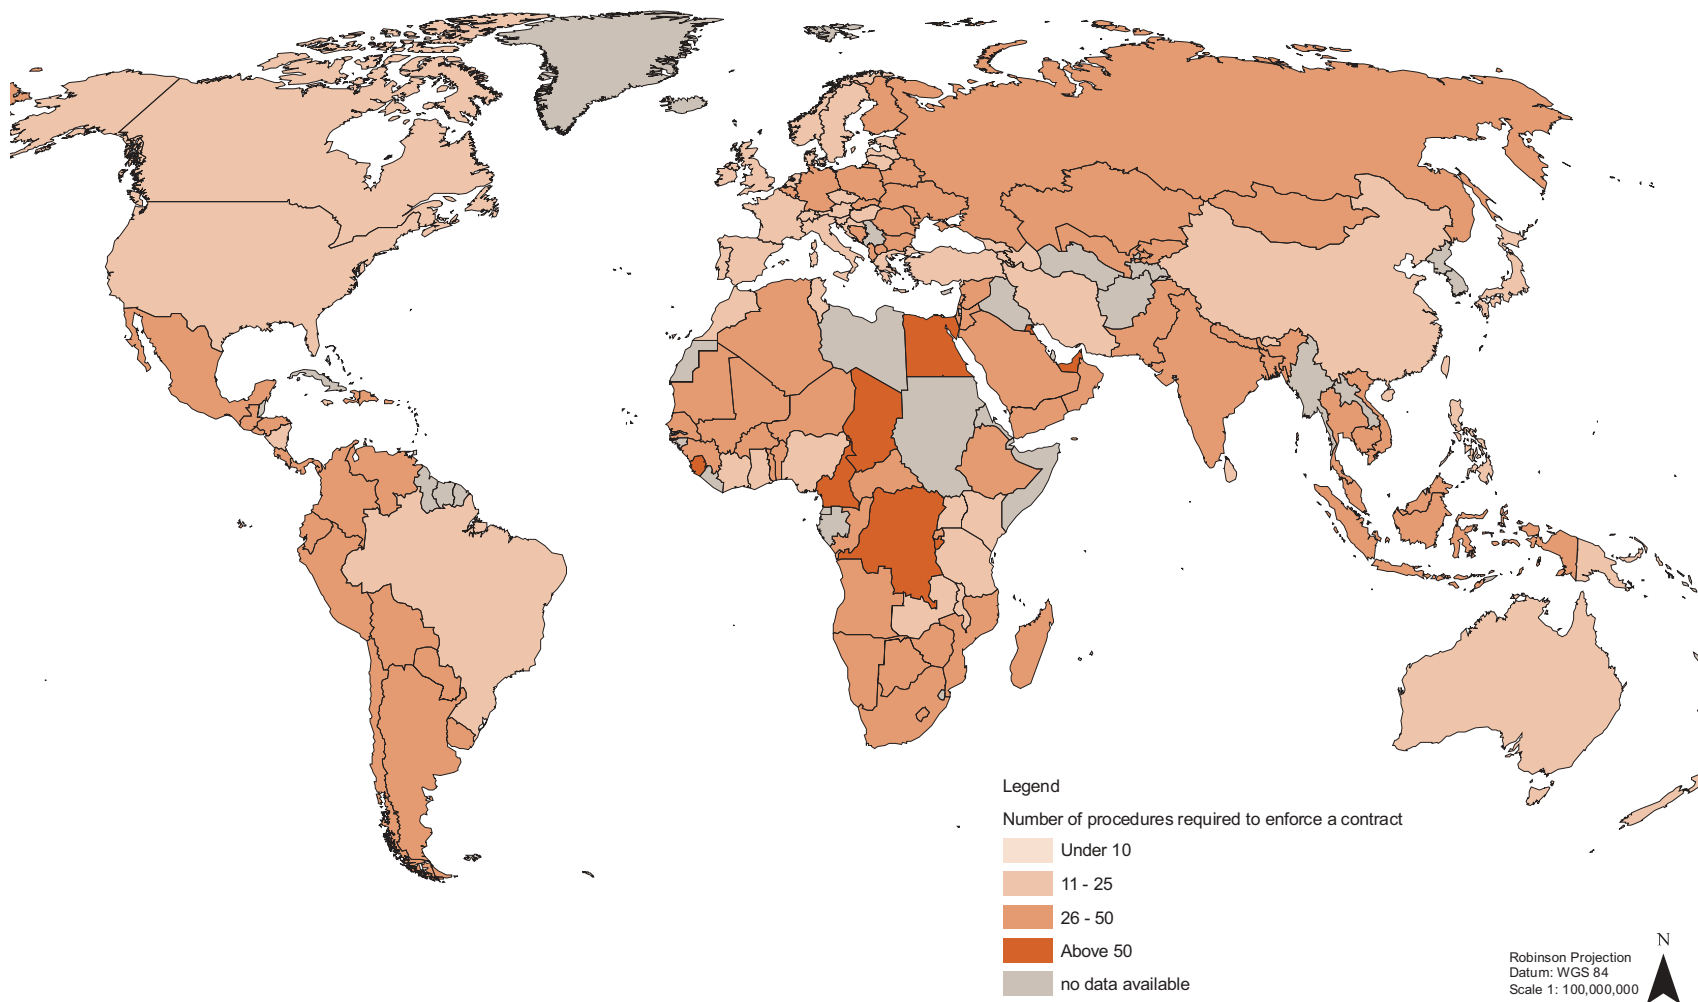 Legend
Number of procedures required to enforce a contract
Under 10
11 - 25
26 - 50
Above 50
no data available
N
Robinson Projection
Datum: WGS 84
Scale 1: 100,000,000